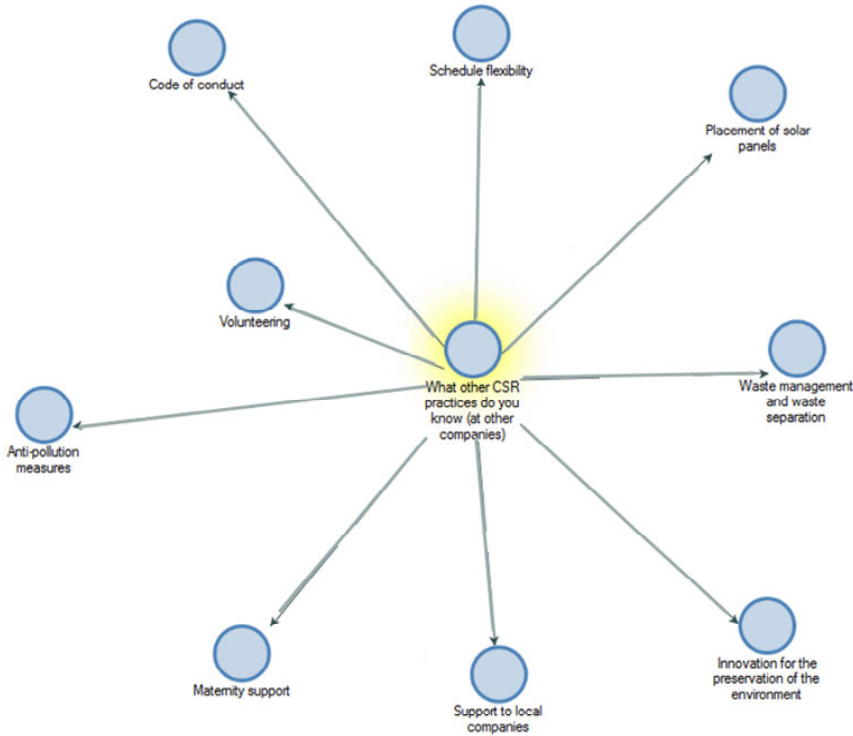 Code of conduct
Schedule flexibility
Placement of solar
panels
Volunteering
What other CSR
practices do you
know (at other
companies)
Waste management
and waste
separation
Anti-pollution
measures
Maternity support
Support to local
companies
Innovation for the
preservation of the
environment